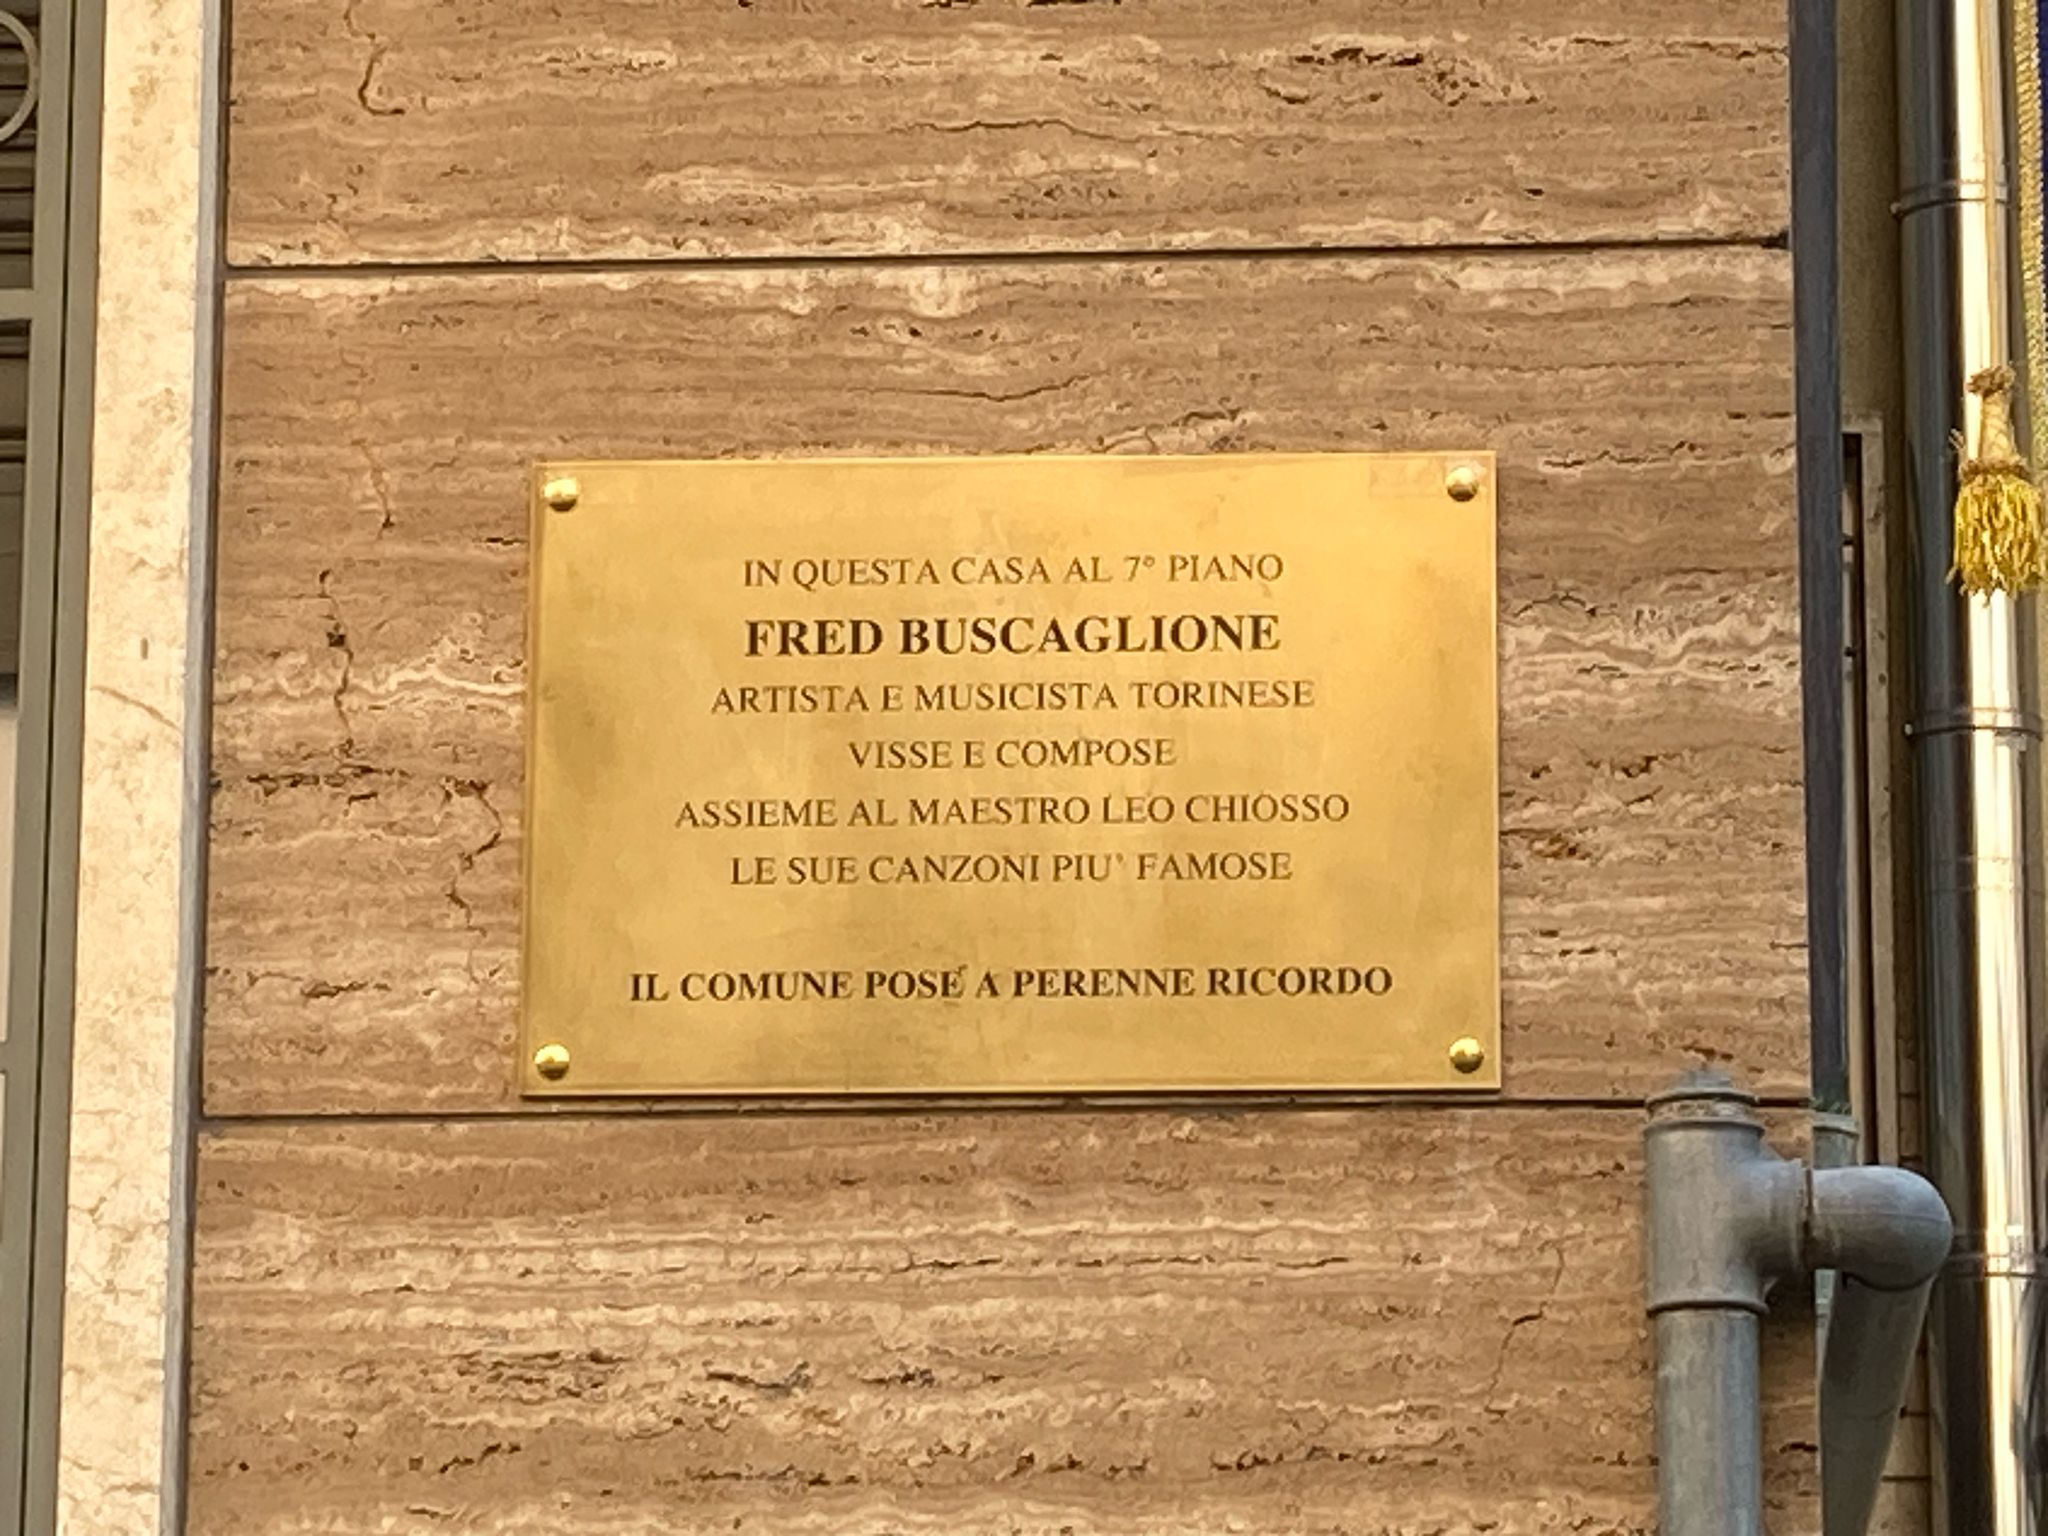 IN QUESTA CASA AL 7° PIANO
FRED BUSCAGLIONE
ARTISTA E MUSICISTA TORINESE
VISSE E COMPOSE
ASSIEME AL MAESTRO LEO CHIOSSO
LE SUE CANZONI PIU' FAMOSE
IL COMUNE POSE A PERENNE RICORDO